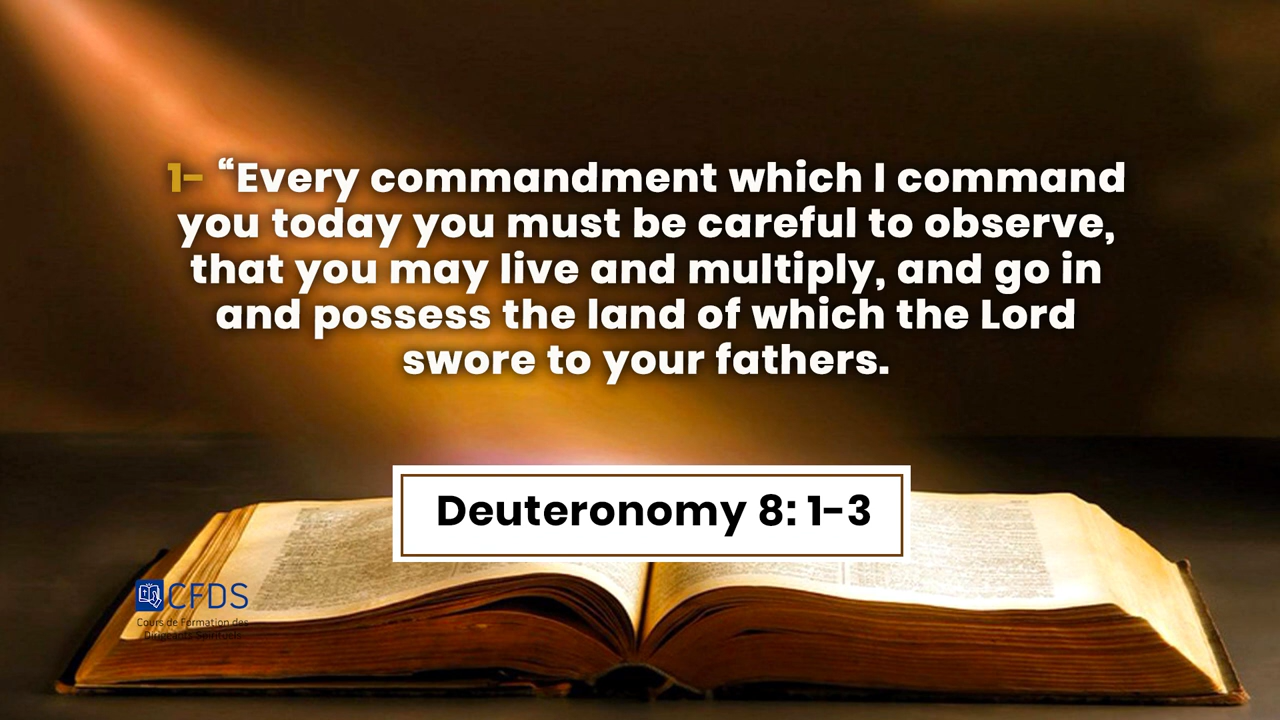 1- “Every commandment which I command
you today you must be careful to observe,
that you may live and multiply, and go in
and possess the land of which the Lord
swore to your fathers.
Deuteronomy 8: 1-3
CFDS
Cours de Formation des
Dirigeants Spirituels